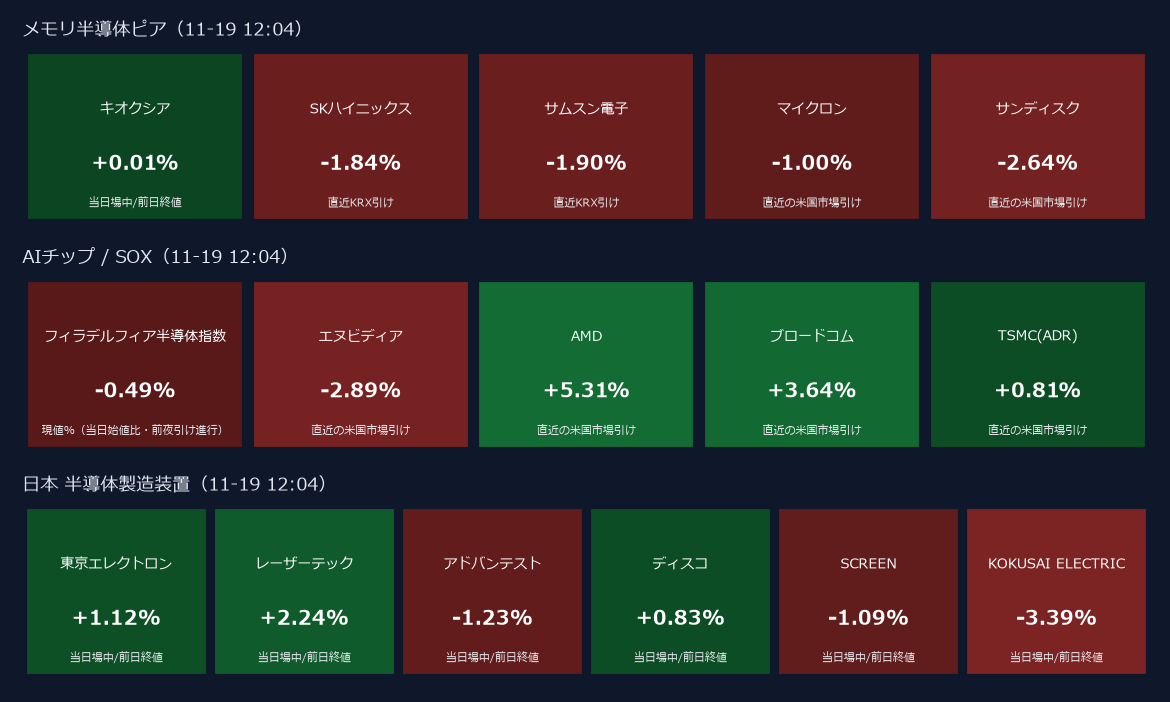 メモリ半導体ピア（11-19 12:04）
キオクシア
+0.01%
当日場中/前日終値
SKハイニックス
-1.84%
直近KRX引け
サムスン電子
-1.90%
直近KRX引け
マイクロン
-1.00%
直近の米国市場引け
サンディスク
-2.64%
直近の米国市場引け
AIチップ / SOX（11-19 12:04）
フィラデルフィア半導体指数
-0.49%
現値%（当日始値比・前夜引け進行）
エヌビディア
-2.89%
直近の米国市場引け
AMD
+5.31%
直近の米国市場引け
ブロードコム
+3.64%
直近の米国市場引け
TSMC(ADR)
+0.81%
直近の米国市場引け
日本 半導体製造装置（11-19 12:04）
東京エレクトロン
+1.12%
当日場中/前日終値
レーザーテック
+2.24%
当日場中/前日終値
アドバンテスト
-1.23%
当日場中/前日終値
ディスコ
+0.83%
当日場中/前日終値
SCREEN
-1.09%
当日場中/前日終値
KOKUSAI ELECTRIC
-3.39%
当日場中/前日終値